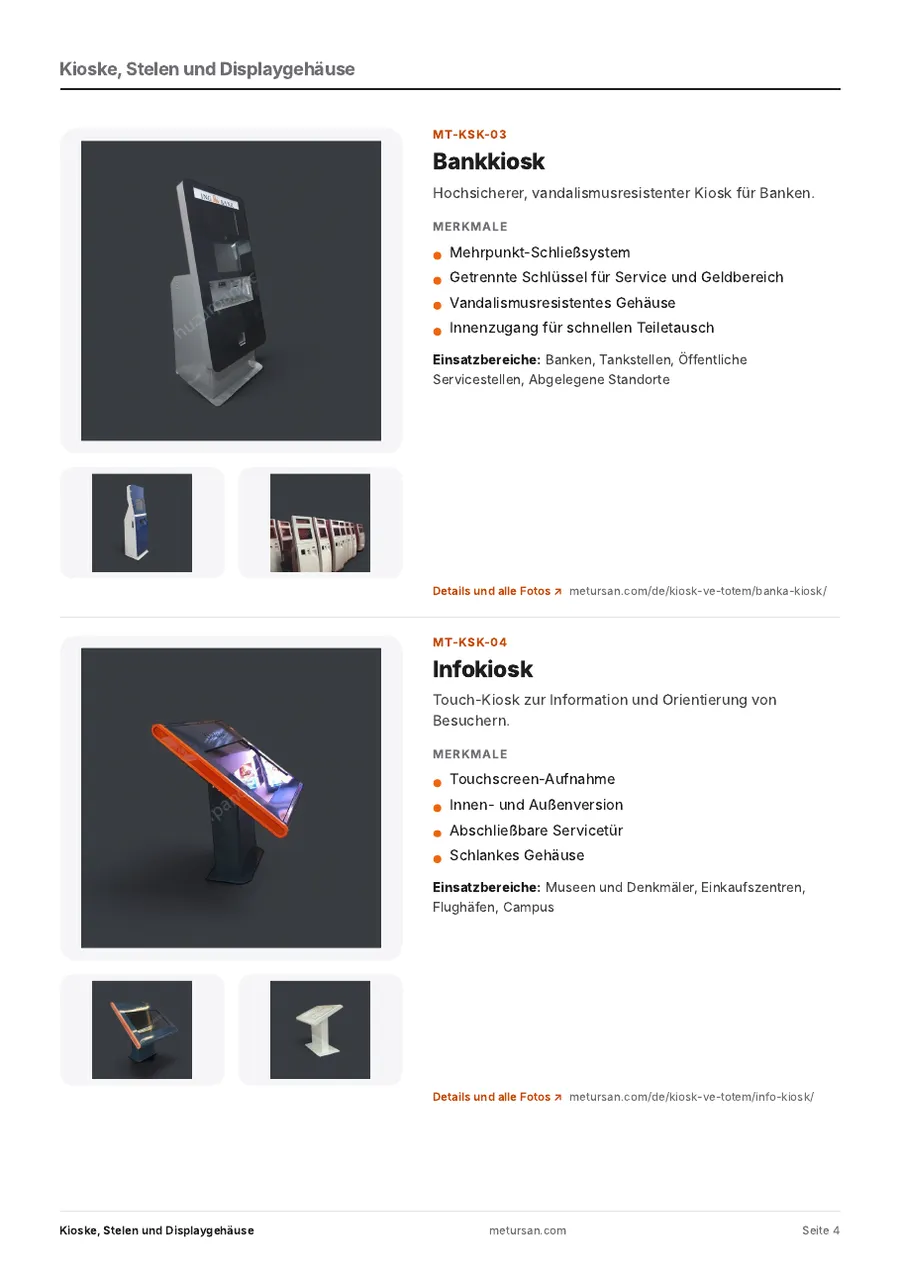 Kioske, Stelen und Displaygehäuse
MT-KSK-03
Bankkiosk
Hochsicherer, vandalismusresistenter Kiosk für Banken.
MERKMALE
Mehrpunkt-Schließsystem
Getrennte Schlüssel für Service und Geldbereich
Vandalismusresistentes Gehäuse
Innenzugang für schnellen Teiletausch
Einsatzbereiche: Banken, Tankstellen, Öffentliche
Servicestellen, Abgelegene Standorte
Details und alle Fotos ↗ metursan.com/de/kiosk-ve-totem/banka-kiosk/
MT-KSK-04
Infokiosk
Touch-Kiosk zur Information und Orientierung von
Besuchern.
MERKMALE
Touchscreen-Aufnahme
Innen- und Außenversion
Abschließbare Servicetür
Schlankes Gehäuse
Einsatzbereiche: Museen und Denkmäler, Einkaufszentren,
Flughäfen, Campus
Details und alle Fotos ↗ metursan.com/de/kiosk-ve-totem/info-kiosk/
Kioske, Stelen und Displaygehäuse
metursan.com
Seite 4